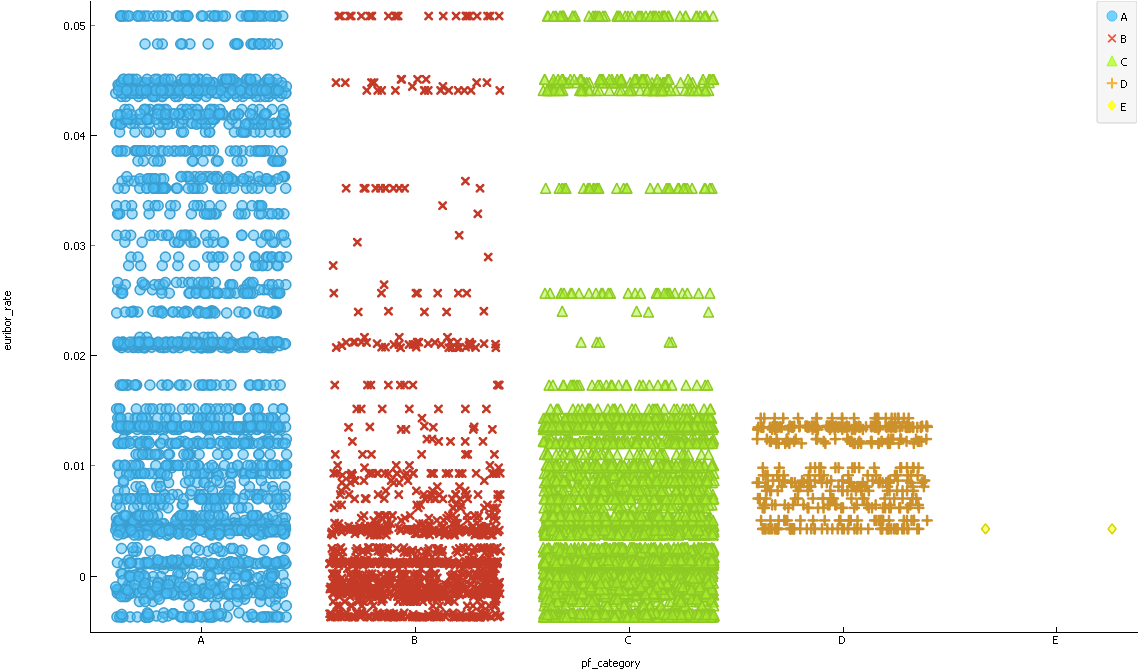 0.05
0.04
0.03
0.02
0.01
0
euribor_rate
A
B
C
D
E
pf_category
A
B
C
D
E